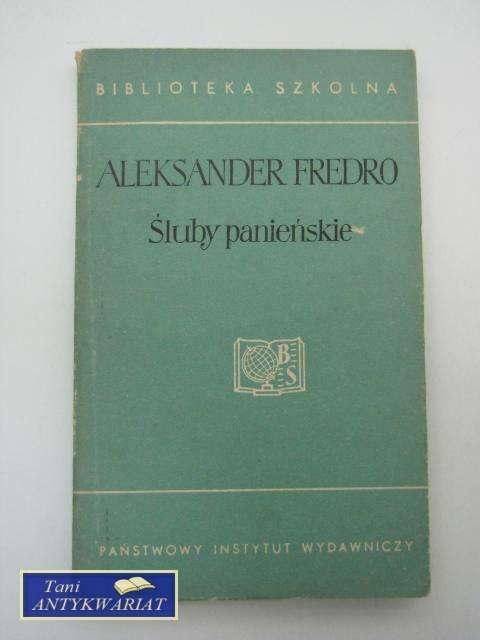 BIBLIOTEKA SZKOLNA
ALEKSANDER FREDRO
Śluby panieńskie
B
S
PAŃSTWOWY INSTYTUT WYDAWNICZY
Tani
ANTYKWARIAT